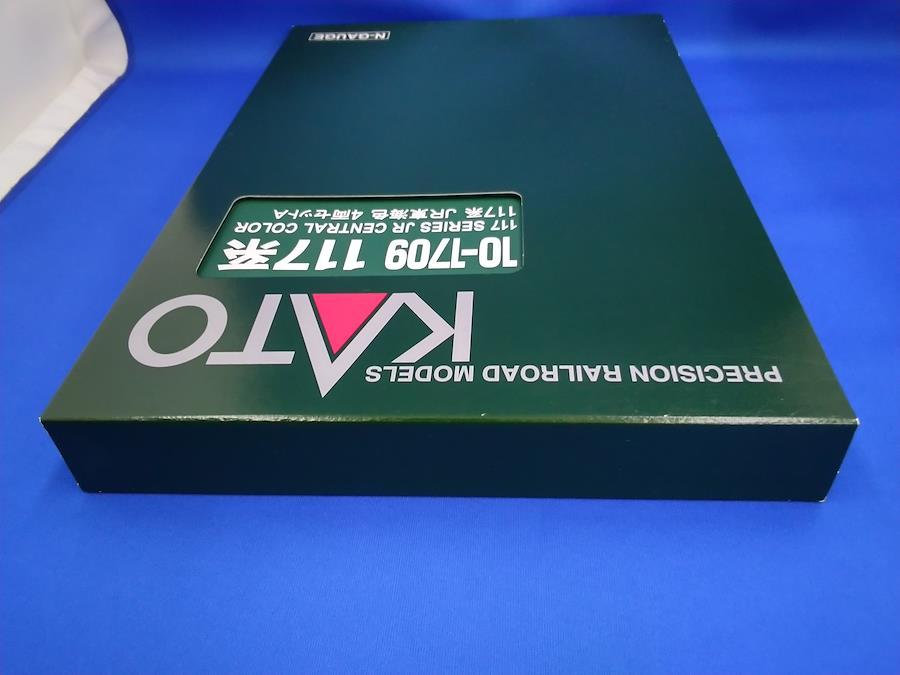 PRECISION RAILROAD MODELS
KATO
10-1709 117系
117 SERIES JR CENTRAL COLOR
117系 JR東海色 4両セットA
N-GAUGE